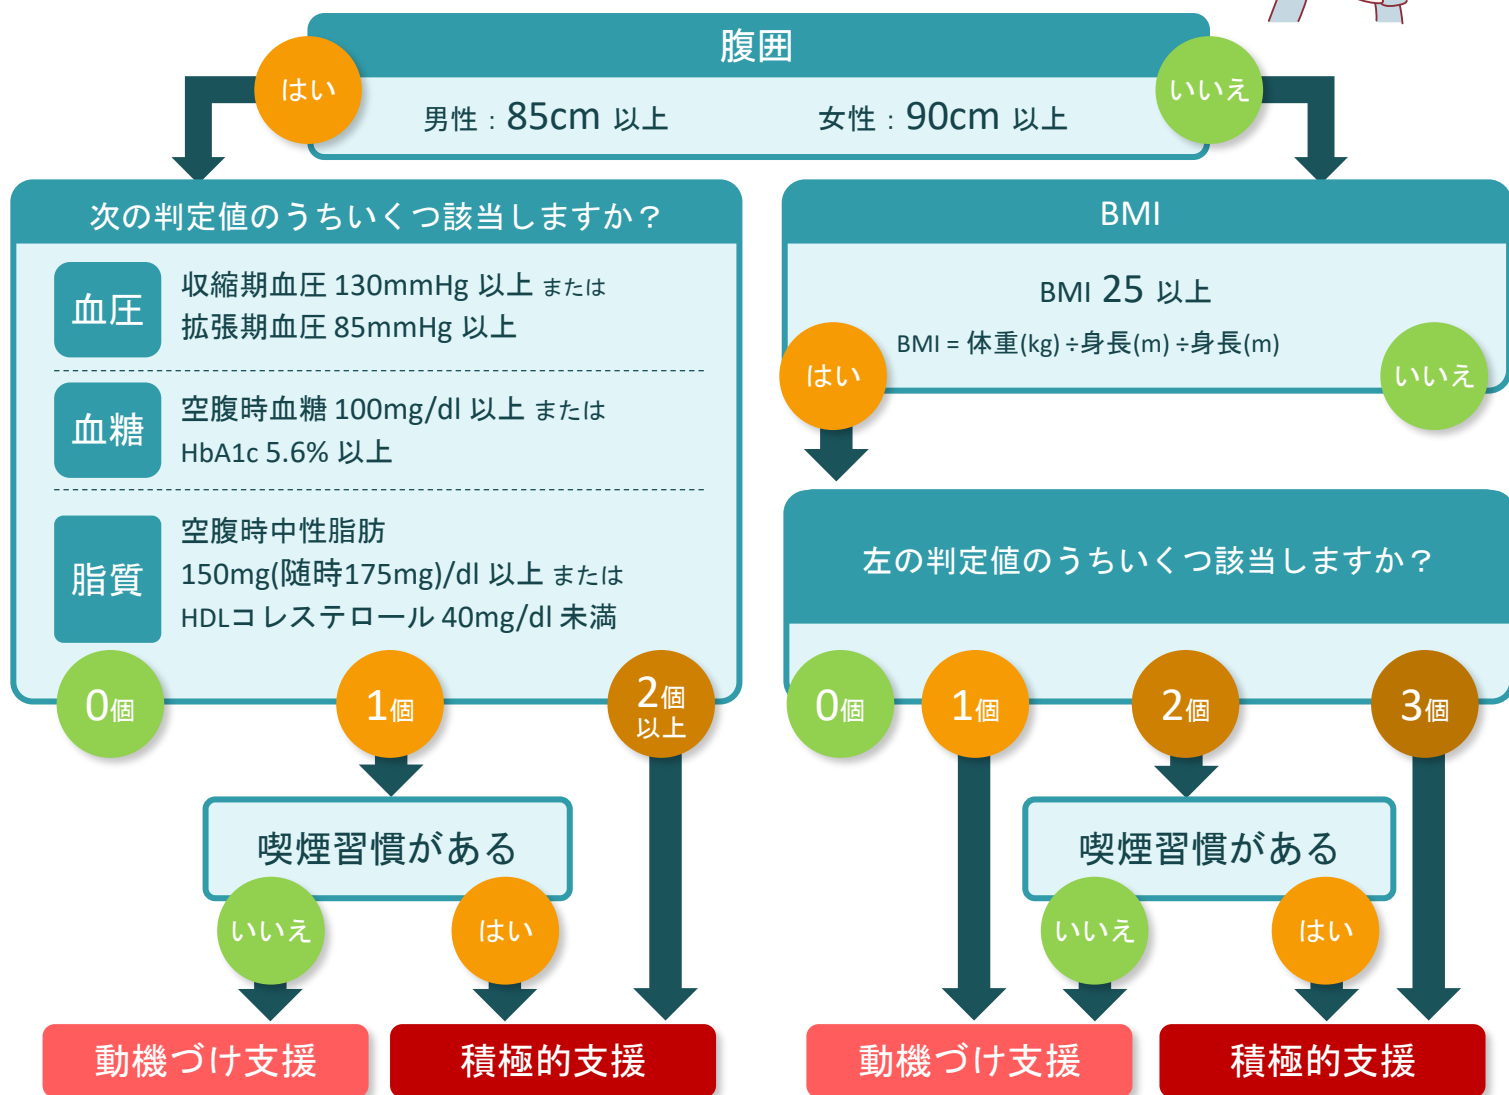 腹囲
はい
いいえ
男性：85cm 以上
女性：90cm 以上
次の判定値のうちいくつ該当しますか？
血圧
収縮期血圧 130mmHg 以上 または
拡張期血圧 85mmHg 以上
血糖
空腹時血糖 100mg/dl 以上 または
HbA1c 5.6% 以上
脂質
空腹時中性脂肪
150mg(随時175mg)/dl 以上 または
HDLコレステロール 40mg/dl 未満
0個
1個
2個
以上
喫煙習慣がある
いいえ
はい
動機づけ支援
積極的支援
BMI
BMI 25 以上
BMI = 体重(kg) ÷身長(m) ÷身長(m)
はい
いいえ
左の判定値のうちいくつ該当しますか？
0個
1個
2個
3個
喫煙習慣がある
いいえ
はい
動機づけ支援
積極的支援